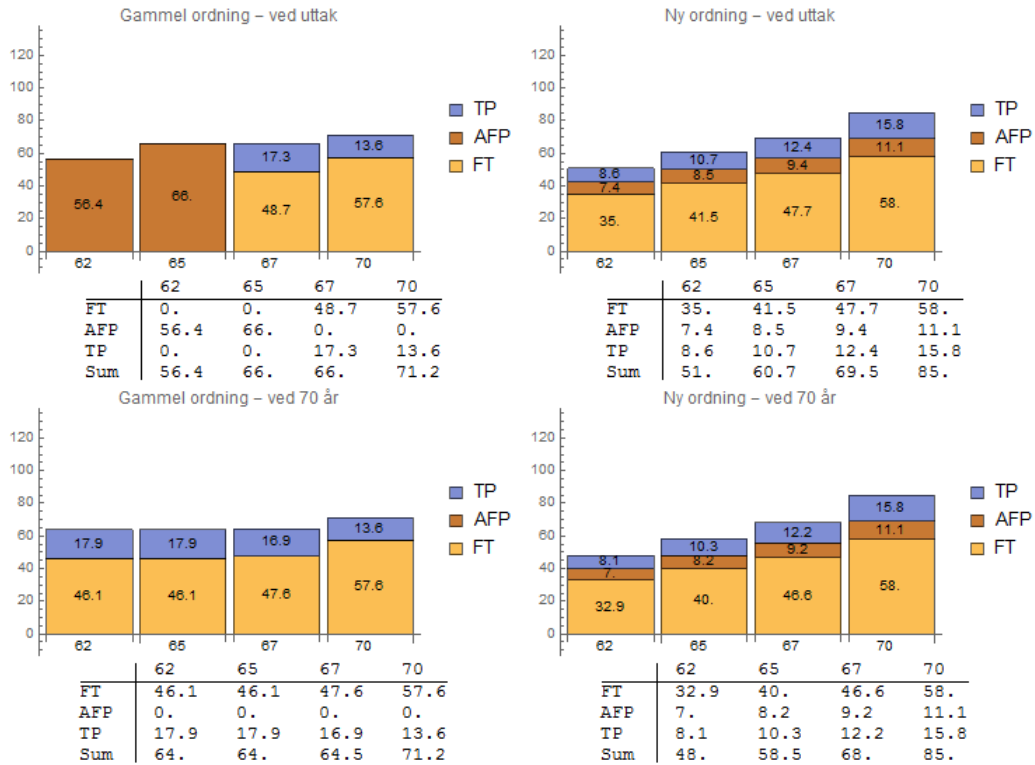 Gammel ordning – ved uttak
120
100
80
60
40
20
0
56.4
66.
17.3
48.7
13.6
57.6
62 65 67 70
TP
AFP
FT
62 65 67 70
FT 0. 0. 48.7 57.6
AFP 56.4 66. 0. 0.
TP 0. 0. 17.3 13.6
Sum 56.4 66. 66. 71.2
Ny ordning – ved uttak
120
100
80
60
40
20
0
8.6
7.4
35.
10.7
8.5
41.5
12.4
9.4
47.7
15.8
11.1
58.
62 65 67 70
TP
AFP
FT
62 65 67 70
FT 35. 41.5 47.7 58.
AFP 7.4 8.5 9.4 11.1
TP 8.6 10.7 12.4 15.8
Sum 51. 60.7 69.5 85.
Gammel ordning – ved 70 år
120
100
80
60
40
20
0
17.9
46.1
17.9
46.1
16.9
47.6
13.6
57.6
62 65 67 70
TP
AFP
FT
62 65 67 70
FT 46.1 46.1 47.6 57.6
AFP 0. 0. 0. 0.
TP 17.9 17.9 16.9 13.6
Sum 64. 64. 64.5 71.2
Ny ordning – ved 70 år
120
100
80
60
40
20
0
8.1
7.
32.9
10.3
8.2
40.
12.2
9.2
46.6
15.8
11.1
58.
62 65 67 70
TP
AFP
FT
62 65 67 70
FT 32.9 40. 46.6 58.
AFP 7. 8.2 9.2 11.1
TP 8.1 10.3 12.2 15.8
Sum 48. 58.5 68. 85.